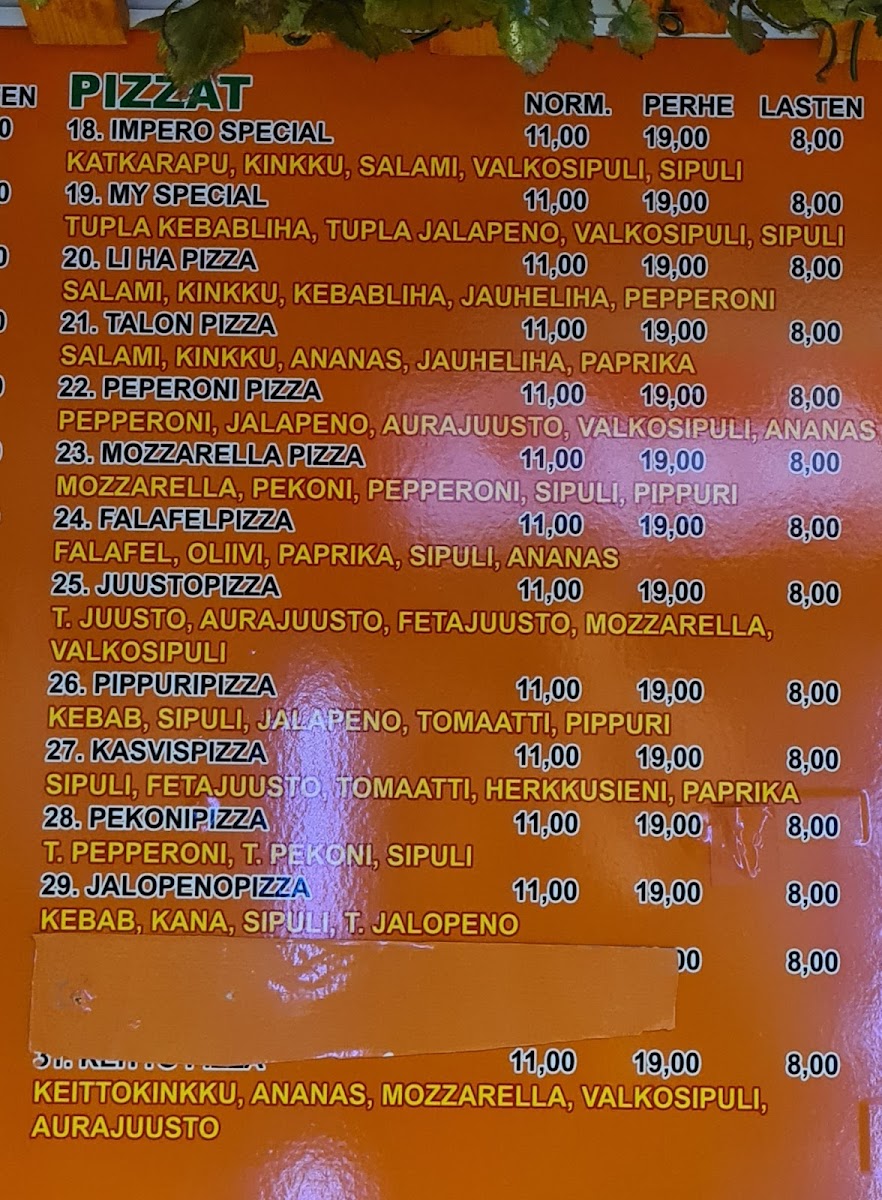 EN PIZZAT NORM. PERHE LASTEN
0 18. IMPERO SPECIAL 11,00 19,00 8,00
KATKARAPU, KINKKU, SALAMI, VALKOSIPULI, SIPULI
0 19. MY SPECIAL 11,00 19,00 8,00
TUPLA KEBABLIHA, TUPLA JALAPENO, VALKOSIPULI, SIPULI
20. LI HA PIZZA 11,00 19,00 8,00
SALAMI, KINKKU, KEBABLIHA, JAUHELIHA, PEPPERONI
21. TALON PIZZA 11,00 19,00 8,00
SALAMI, KINKKU, ANANAS, JAUHELIHA, PAPRIKA
22. PEPERONI PIZZA 11,00 19,00 8,00
PEPPERONI, JALAPENO, AURAJUUSTO, VALKOSIPULI, ANANAS
23. MOZZARELLA PIZZA 11,00 19,00 8,00
MOZZARELLA, PEKONI, PEPPERONI, SIPULI, PIPPURI
24. FALAFELPIZZA 11,00 19,00 8,00
FALAFEL, OLIIVI, PAPRIKA, SIPULI, ANANAS
25. JUUSTOPIZZA 11,00 19,00 8,00
T. JUUSTO, AURAJUUSTO, FETAJUUSTO, MOZZARELLA,
VALKOSIPULI
26. PIPPURIPIZZA 11,00 19,00 8,00
KEBAB, SIPULI, JALAPENO, TOMAATTI, PIPPURI
27. KASVISPIZZA 11,00 19,00 8,00
SIPULI, FETAJUUSTO, TOMAATTI, HERKKUSIENI, PAPRIKA
28. PEKONIPIZZA 11,00 19,00 8,00
T. PEPPERONI, T. PEKONI, SIPULI
29. JALOPENOPIZZA 11,00 19,00 8,00
KEBAB, KANA, SIPULI, T. JALOPENO
00 8,00
31. 11,00 19,00 8,00
KEITTOKINKKU, ANANAS, MOZZARELLA, VALKOSIPULI,
AURAJUUSTO